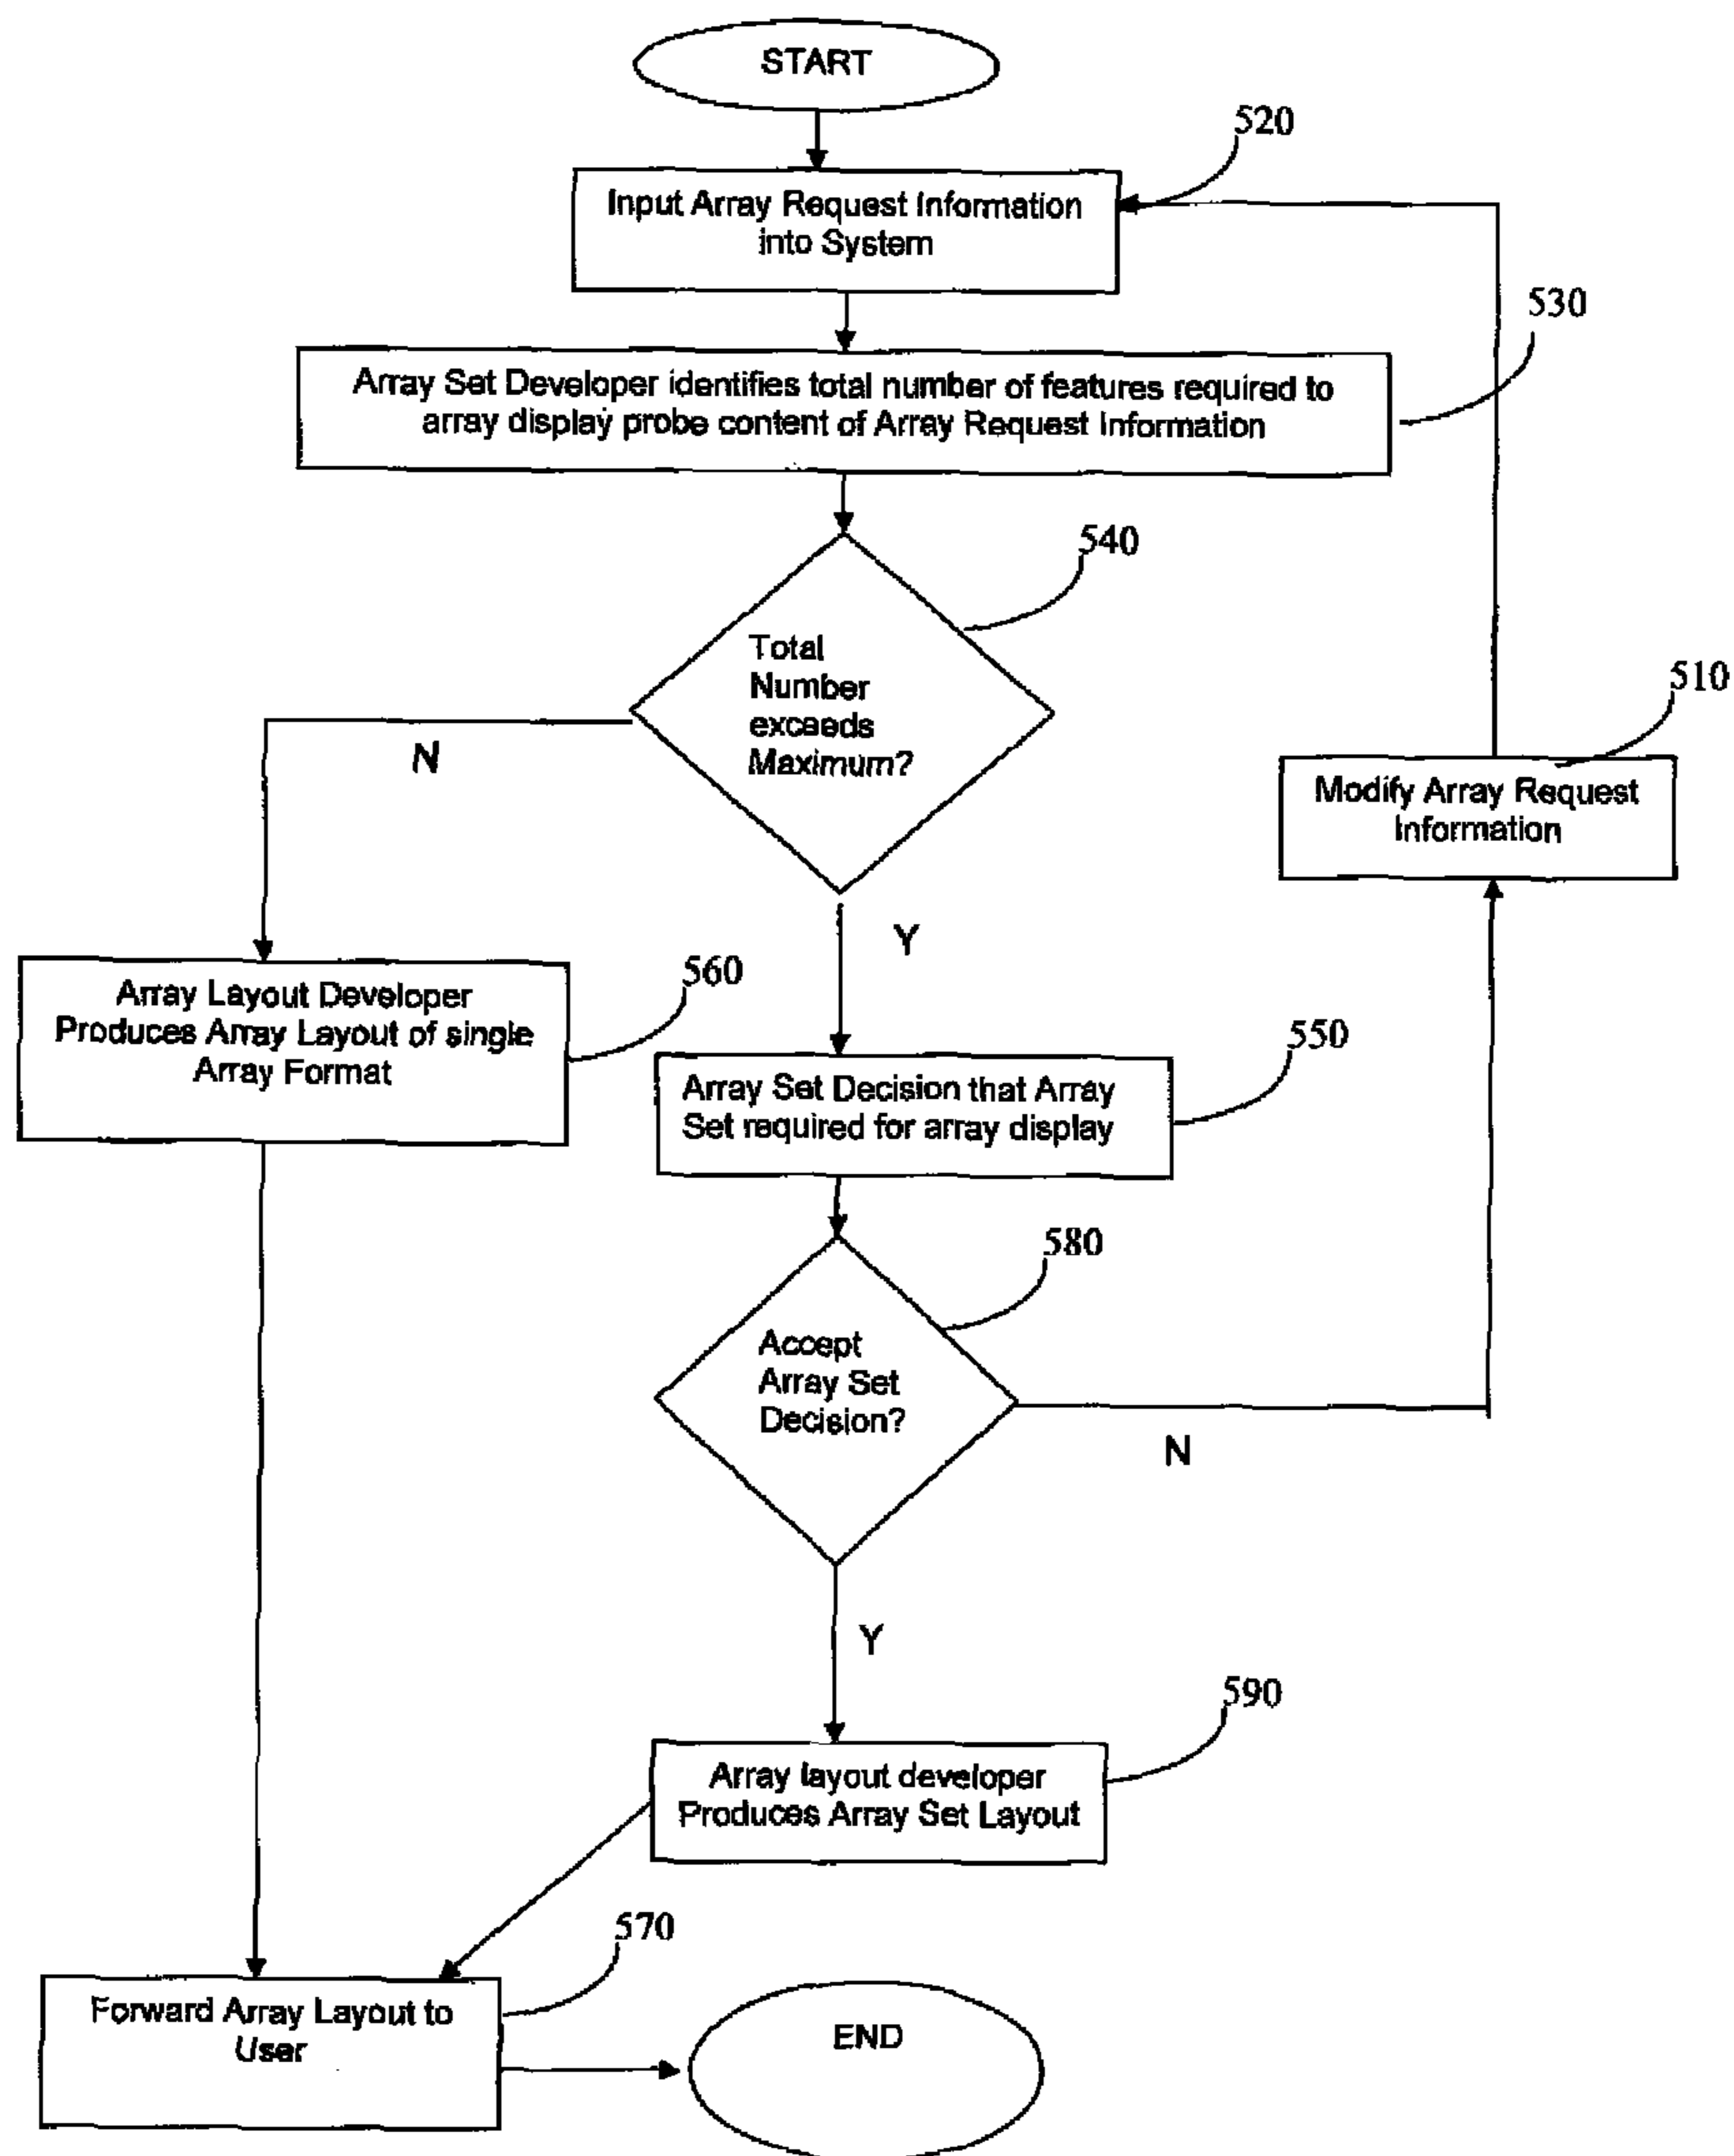 START
520
Input Array Request Information
into System
530
Array Set Developer identifies total number of features required to
array display probe content of Array Request Information
540
Total
Number
exceeds
Maximum?
N
Y
510
Modify Array Request
Information
560
Array Layout Developer
Produces Array Layout of single
Array Format
550
Array Set Decision that Array
Set required for array display
580
Accept
Array Set
Decision?
N
Y
590
Array layout developer
Produces Array Set Layout
570
Forward Array Layout to
User
END